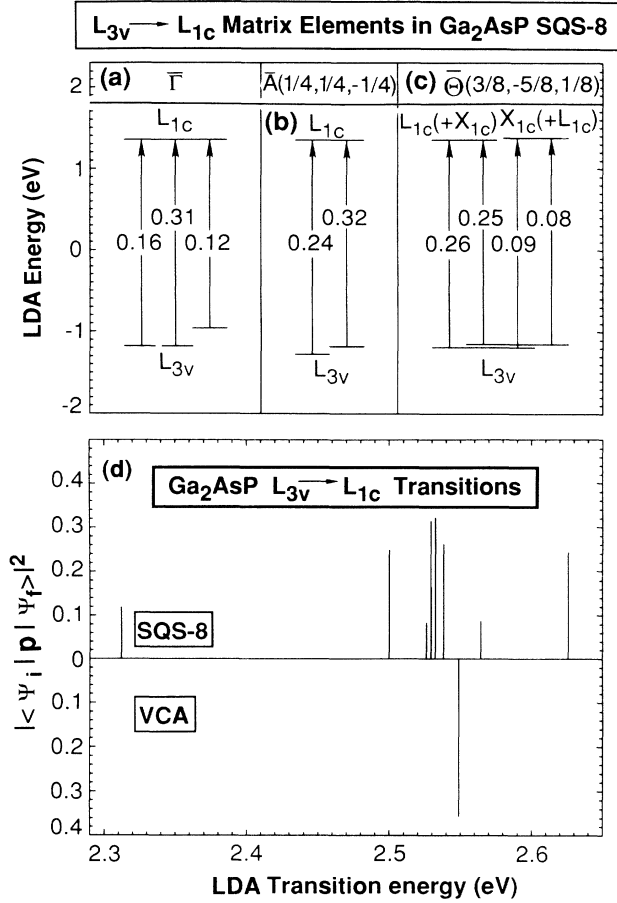 L3v → L1c Matrix Elements in Ga2AsP SQS-8
(a) Γ̅ A̅(1/4,1/4,-1/4) (c) Θ̅(3/8,-5/8,1/8)
2
L1c (b) L1c L1c(+X1c) X1c(+L1c)
1
0.31 0.32 0.25 0.08
0.16 0.12 0.24 0.26 0.09
0
-1
L3v L3v L3v
-2
LDA Energy (eV)
(d) Ga2AsP L3v → L1c Transitions
0.4
0.3
0.2
0.1
SQS-8
0
VCA
0.1
0.2
0.3
0.4
|< Ψi | p | Ψf >|²
2.3 2.4 2.5 2.6
LDA Transition energy (eV)